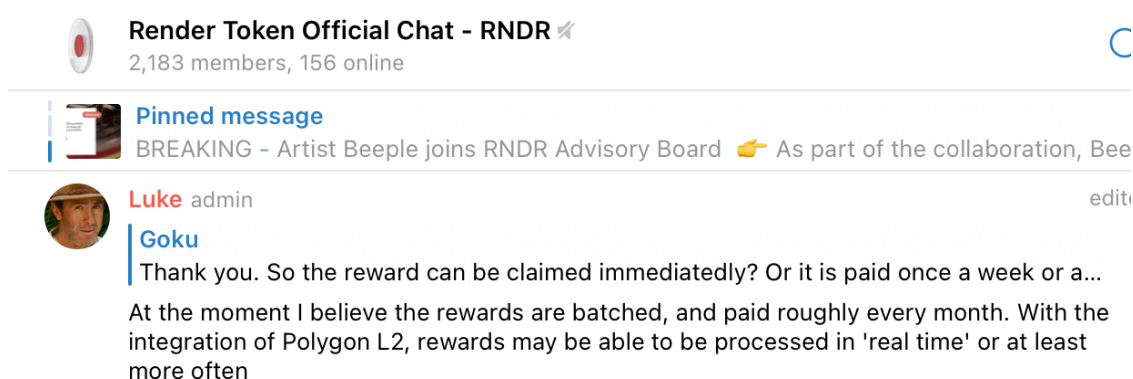 Render Token Official Chat - RNDR
2,183 members, 156 online
Pinned message
BREAKING - Artist Beeple joins RNDR Advisory Board 👉 As part of the collaboration, Bee
Luke admin
edit
Goku
Thank you. So the reward can be claimed immediatedly? Or it is paid once a week or a...
At the moment I believe the rewards are batched, and paid roughly every month. With the
integration of Polygon L2, rewards may be able to be processed in 'real time' or at least
more often